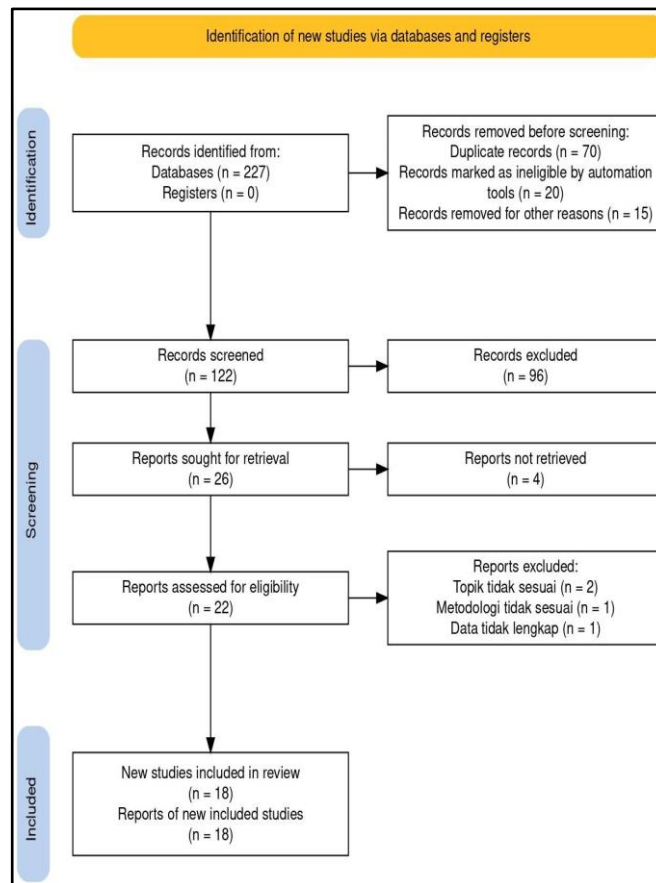 Identification of new studies via databases and registers
Identification
Records identified from:
Databases (n = 227)
Registers (n = 0)
Records removed before screening:
Duplicate records (n = 70)
Records marked as ineligible by automation
tools (n = 20)
Records removed for other reasons (n = 15)
Screening
Records screened
(n = 122)
Records excluded
(n = 96)
Reports sought for retrieval
(n = 26)
Reports not retrieved
(n = 4)
Reports assessed for eligibility
(n = 22)
Reports excluded:
Topik tidak sesuai (n = 2)
Metodologi tidak sesuai (n = 1)
Data tidak lengkap (n = 1)
Included
New studies included in review
(n = 18)
Reports of new included studies
(n = 18)